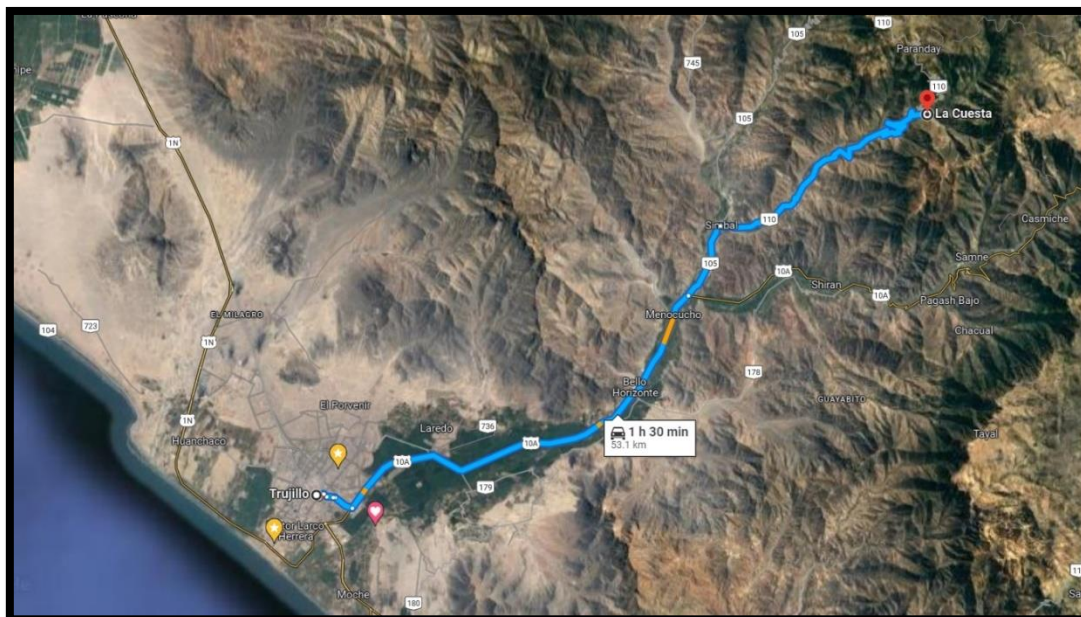 110
Paranday
105
745
110
105
La Cuesta
1N
Simbal
110
Casmiche
105
10A
Samne
Shiran
10A
Pagash Bajo
Menocucho
EL MILAGRO
104
723
Chacual
1N
178
Bello
Horizonte
GUAYABITO
El Porvenir
1 h 30 min
53.1 km
1N
Laredo
736
Tayal
Huanchaco
10A
10A
179
Trujillo
Herrera
Moche
180